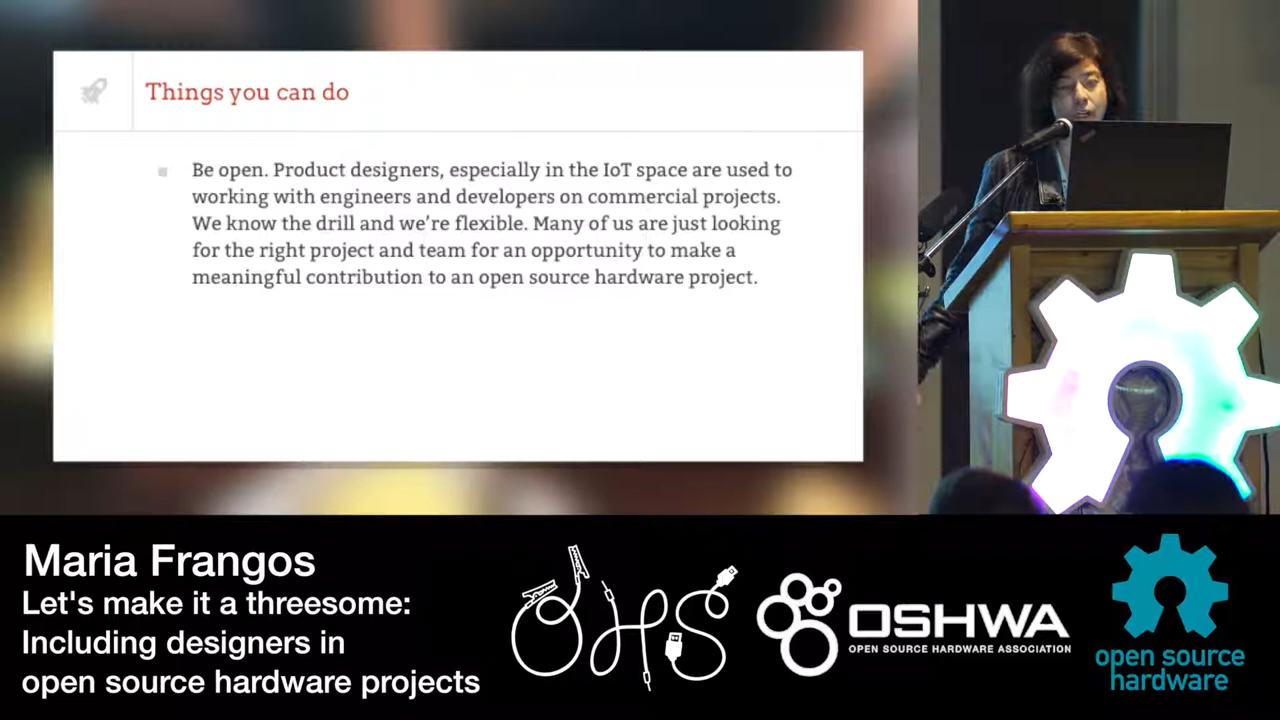 Things you can do
Be open. Product designers, especially in the IoT space are used to
working with engineers and developers on commercial projects.
We know the drill and we're flexible. Many of us are just looking
for the right project and team for an opportunity to make a
meaningful contribution to an open source hardware project.
Maria Frangos
Let's make it a threesome:
Including designers in
open source hardware projects
OHS
OSHWA
OPEN SOURCE HARDWARE ASSOCIATION
open source
hardware